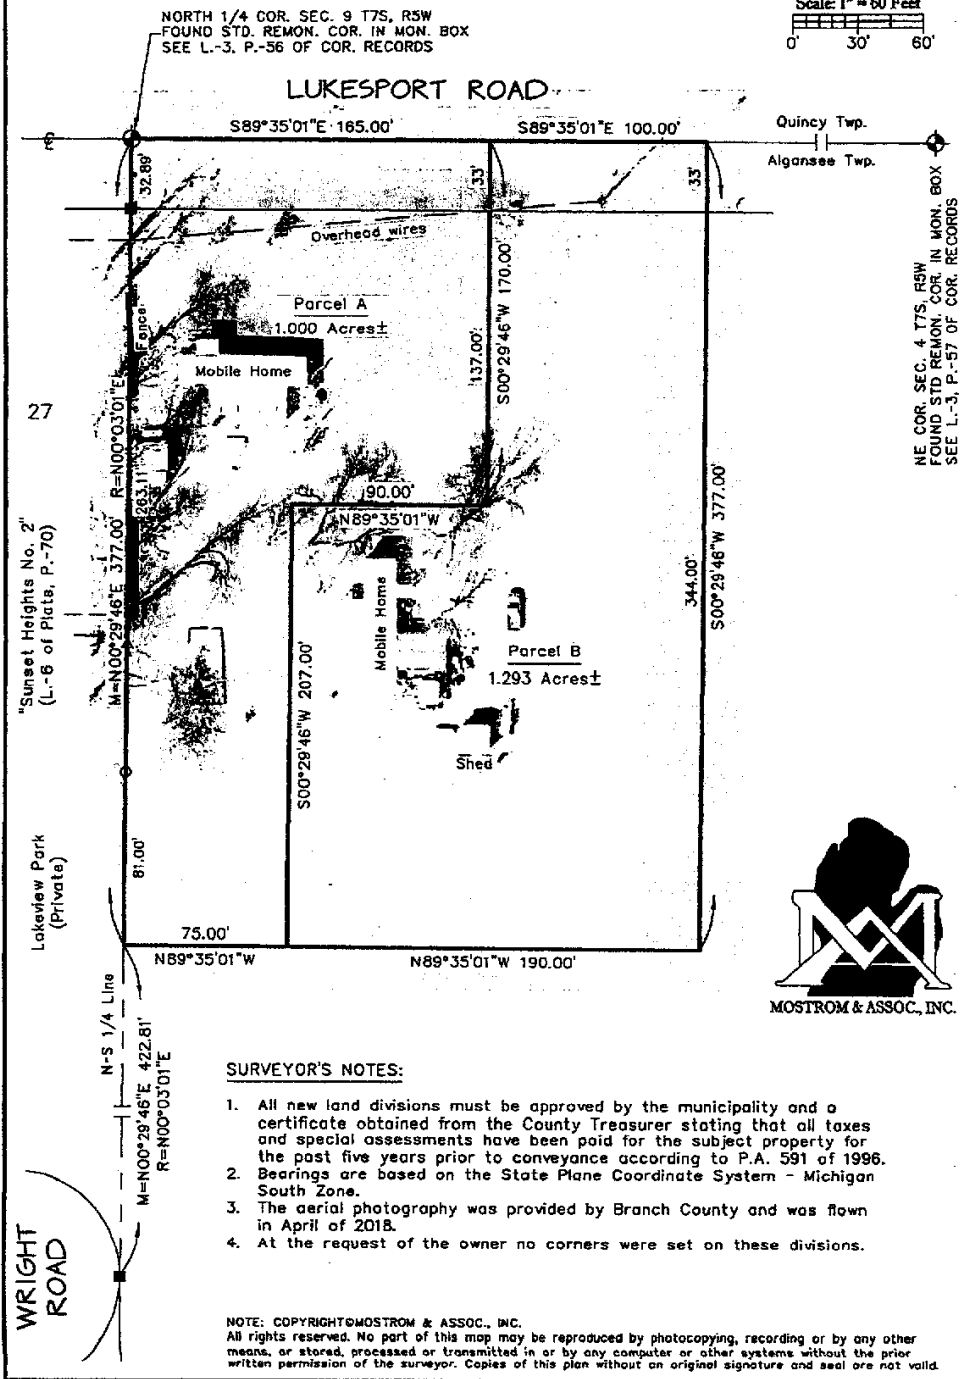 NORTH 1/4 COR. SEC. 9 T7S, R5W
FOUND STD. REMON. COR. IN MON. BOX
SEE L.-3, P.-56 OF COR. RECORDS
Scale: 1" = 60 Feet
0' 30' 60'
LUKESPORT ROAD
S89°35'01"E 165.00'
S89°35'01"E 100.00'
Quincy Twp.
Algansee Twp.
NE COR. SEC. 4 T7S, R5W
FOUND STD REMON. COR. IN MON. BOX
SEE L.-3, P.-57 OF COR. RECORDS
32.89'
33'
33'
Overhead wires
Parcel A
1.000 Acres±
Mobile Home
Fence
137.00'
S00°29'46"W 170.00'
27
"Sunset Heights No. 2"
(L.-6 of Plats, P.-70)
R=N00°03'01"E
M=N00°29'46"E 377.00'
263.11'
90.00'
N89°35'01"W
Mobile Home
344.00'
S00°29'46"W 377.00'
S00°29'46"W 207.00'
Parcel B
1.293 Acres±
Shed
Lakeview Park
(Private)
81.00'
75.00'
N89°35'01"W
N89°35'01"W 190.00'
MOSTROM & ASSOC., INC.
N-S 1/4 Line
M=N00°29'46"E 422.81'
R=N00°03'01"E
WRIGHT
ROAD
SURVEYOR'S NOTES:
1. All new land divisions must be approved by the municipality and a
certificate obtained from the County Treasurer stating that all taxes
and special assessments have been paid for the subject property for
the past five years prior to conveyance according to P.A. 591 of 1996.
2. Bearings are based on the State Plane Coordinate System - Michigan
South Zone.
3. The aerial photography was provided by Branch County and was flown
in April of 2018.
4. At the request of the owner no corners were set on these divisions.
NOTE: COPYRIGHT©MOSTROM & ASSOC., INC.
All rights reserved. No part of this map may be reproduced by photocopying, recording or by any other
means, or stored, processed or transmitted in or by any computer or other systems without the prior
written permission of the surveyor. Copies of this plan without an original signature and seal are not valid.